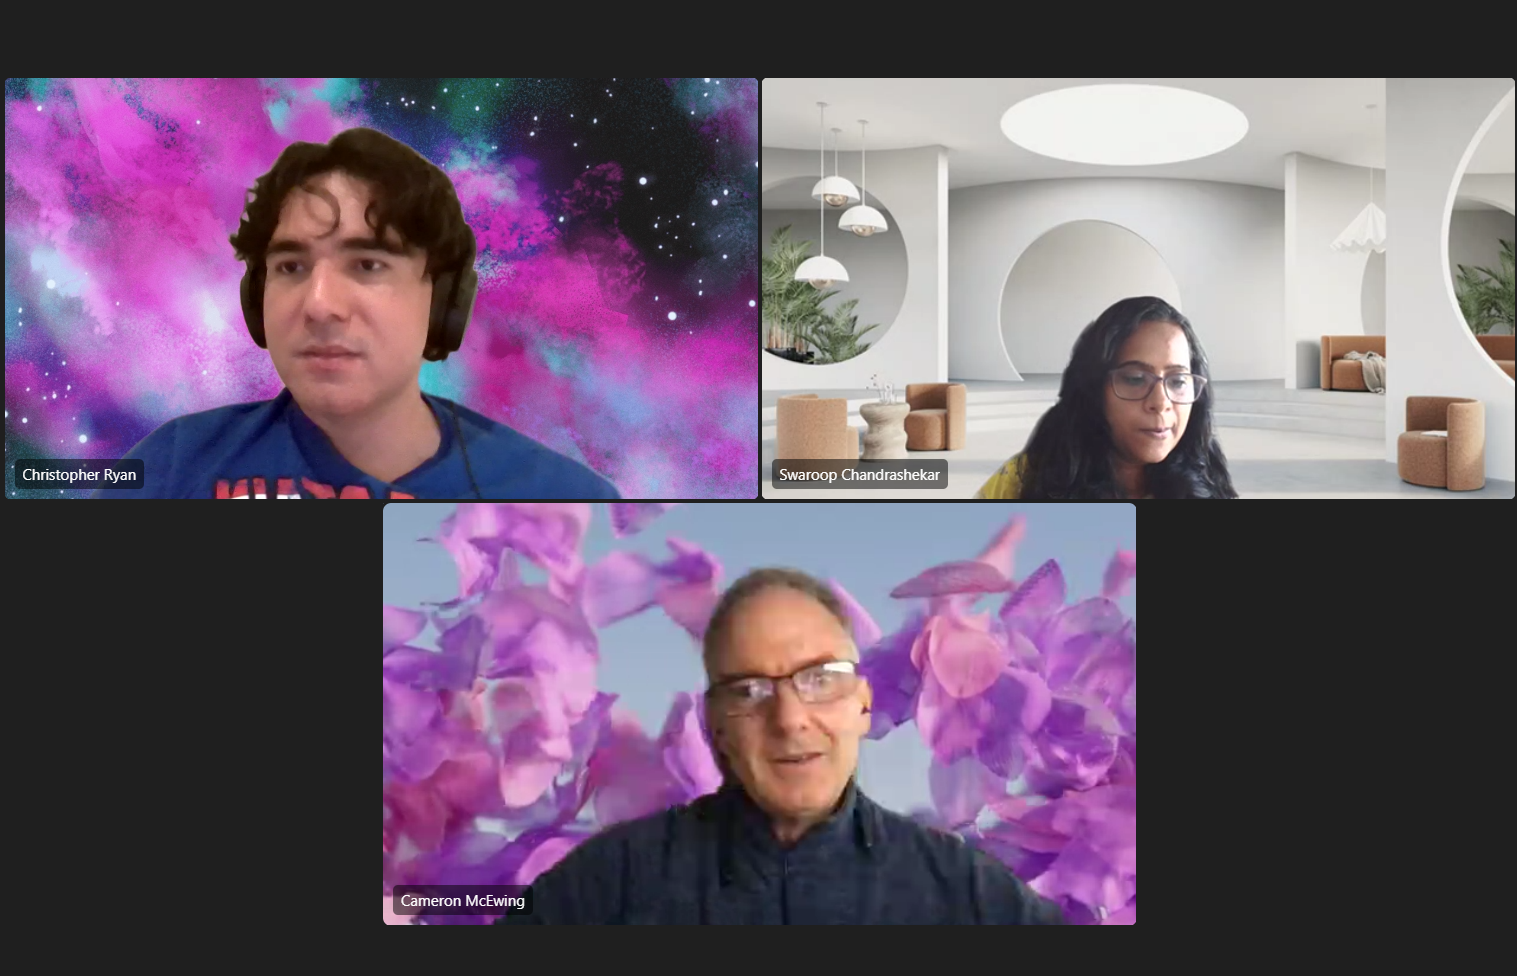 Christopher Ryan
Swaroop Chandrashekar
Cameron McEwing